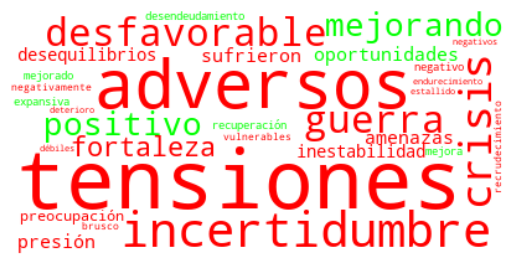 desendeudamiento
desfavorable mejorando
desequilibrios sufrieron oportunidades negativos
mejorado adversos negativo
negativamente endurecimiento
expansiva estallido
deterioro positivo guerra crisis
recuperación
vulnerables amenazas
débiles fortaleza inestabilidad mejora
recrudecimiento
tensiones
preocupación
brusco
presión incertidumbre